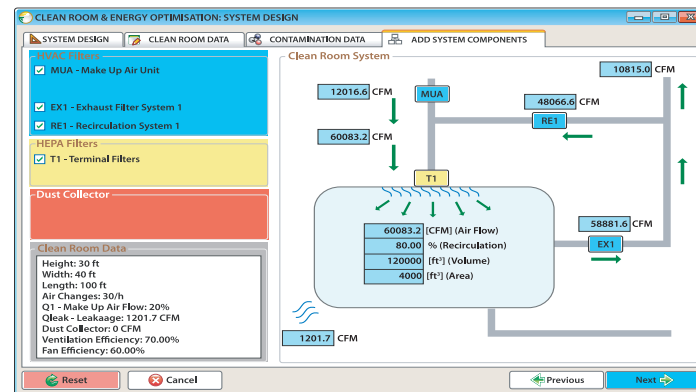 CLEAN ROOM & ENERGY OPTIMISATION: SYSTEM DESIGN
SYSTEM DESIGN
CLEAN ROOM DATA
CONTAMINATION DATA
ADD SYSTEM COMPONENTS
HVAC Filters
MUA - Make Up Air Unit
EX1 - Exhaust Filter System 1
RE1 - Recirculation System 1
HEPA Filters
T1 - Terminal Filters
Dust Collector
Clean Room Data
Height: 30 ft
Width: 40 ft
Length: 100 ft
Air Changes: 30/h
Q1 - Make Up Air Flow: 20%
Qleak - Leakaage: 1201.7 CFM
Dust Collector: 0 CFM
Ventilation Efficiency: 70.00%
Fan Efficiency: 60.00%
Clean Room System
10815.0 CFM
12016.6 CFM
MUA
48066.6 CFM
RE1
60083.2 CFM
T1
60083.2 [CFM] (Air Flow)
80.00 % (Recirculation)
120000 [ft³] (Volume)
4000 [ft³] (Area)
58881.6 CFM
EX1
1201.7 CFM
Reset
Cancel
Previous
Next